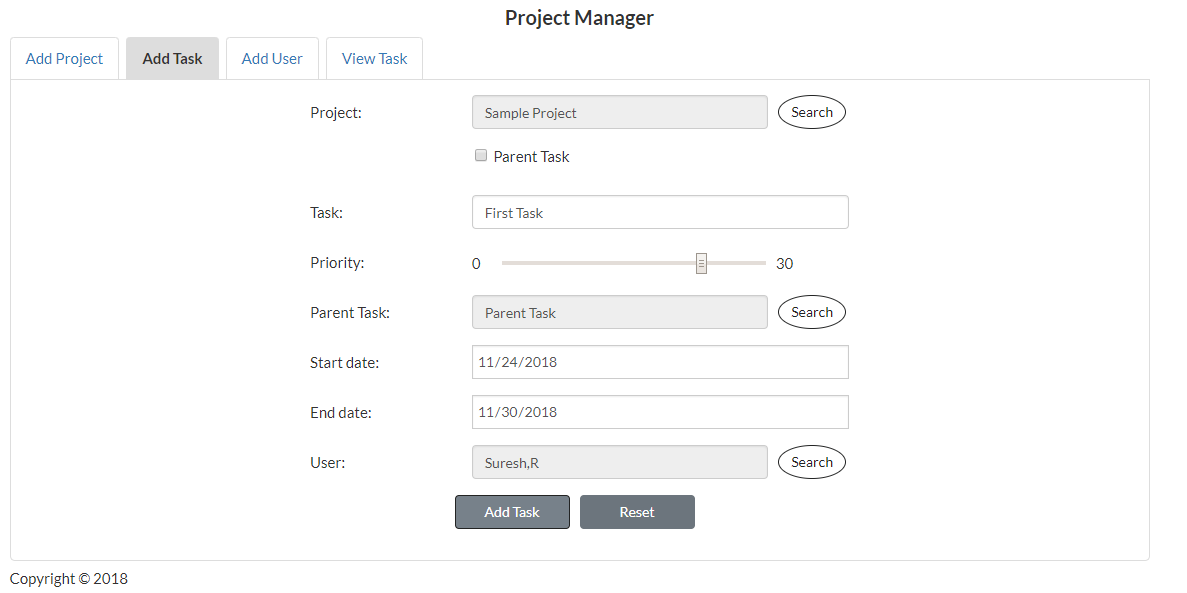 Project Manager
Add Project Add Task Add User View Task
Project: Sample Project Search
Parent Task
Task: First Task
Priority: 0 30
Parent Task: Parent Task Search
Start date: 11/24/2018
End date: 11/30/2018
User: Suresh,R Search
Add Task Reset
Copyright © 2018